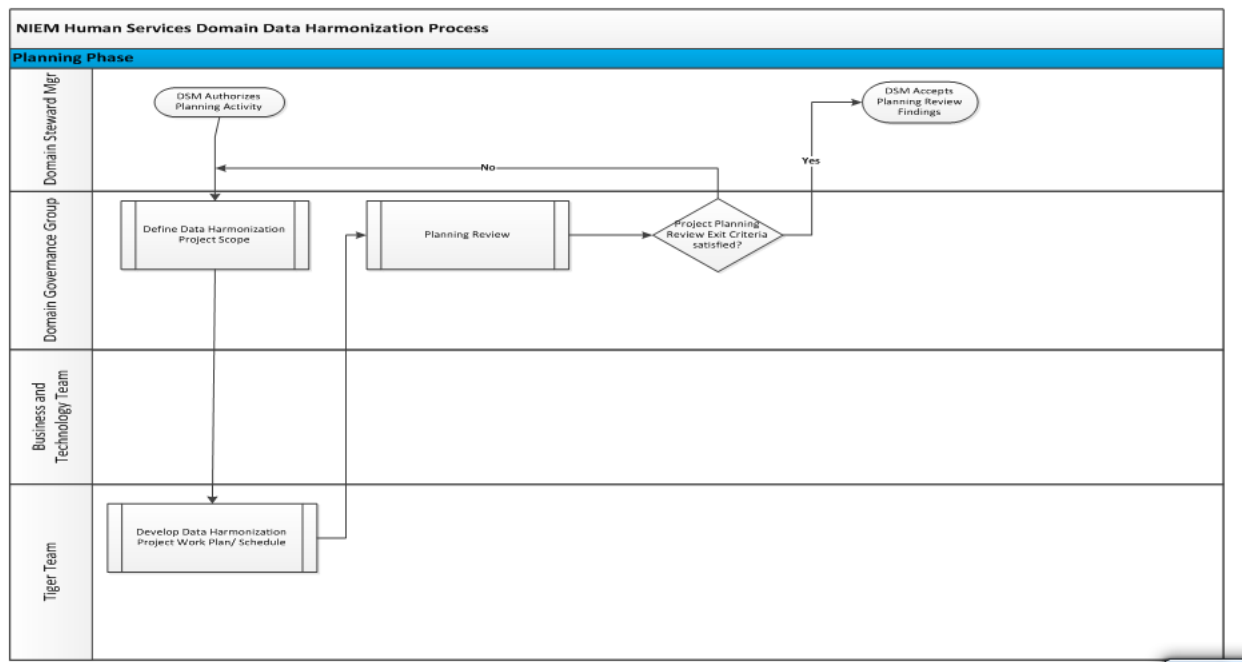 NIEM Human Services Domain Data Harmonization Process
Planning Phase
Domain Steward Mgr
DSM Authorizes
Planning Activity
DSM Accepts
Planning Review
Findings
No
Yes
Domain Governance Group
Define Data Harmonization
Project Scope
Planning Review
Project Planning
Review Exit Criteria
satisfied?
Business and
Technology Team
Tiger Team
Develop Data Harmonization
Project Work Plan/ Schedule